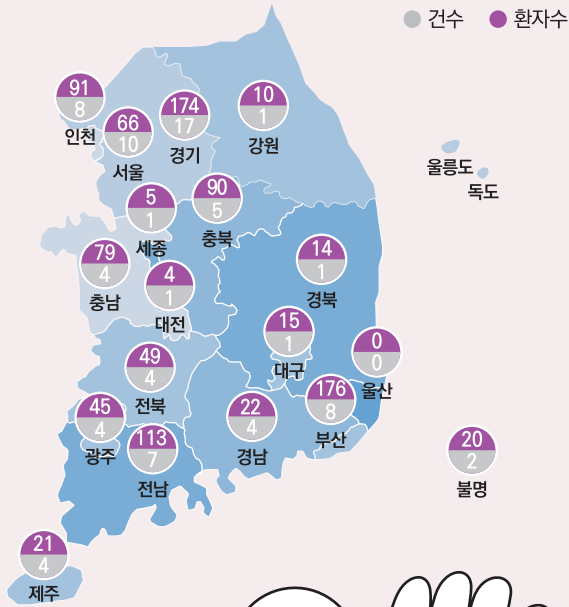 건수 환자수
91
8
인천
66
10
서울
174
17
경기
10
1
강원
울릉도
독도
5
1
세종
90
5
충북
79
4
충남
4
1
대전
14
1
경북
15
1
대구
0
0
울산
49
4
전북
45
4
광주
113
7
전남
22
4
경남
176
8
부산
20
2
불명
21
4
제주